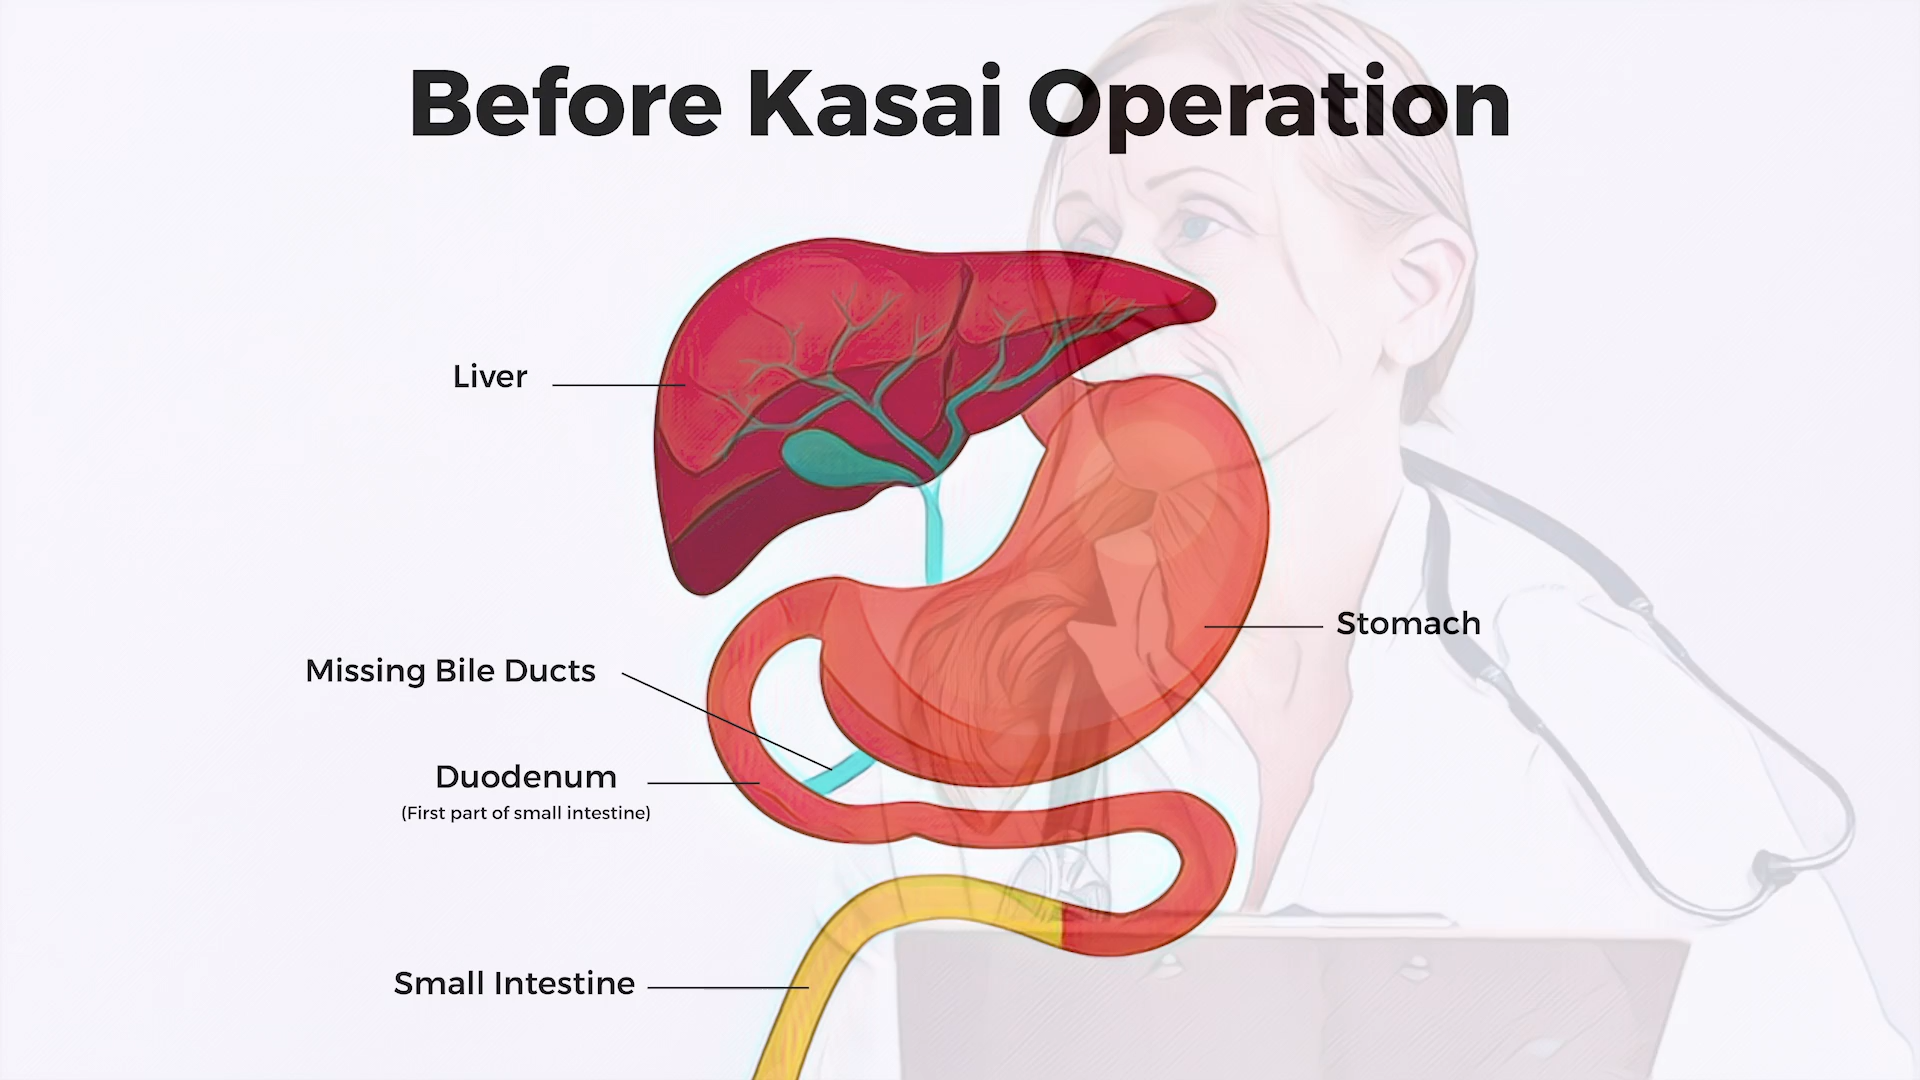 Before Kasai Operation
Liver
Stomach
Missing Bile Ducts
Duodenum
(First part of small intestine)
Small Intestine